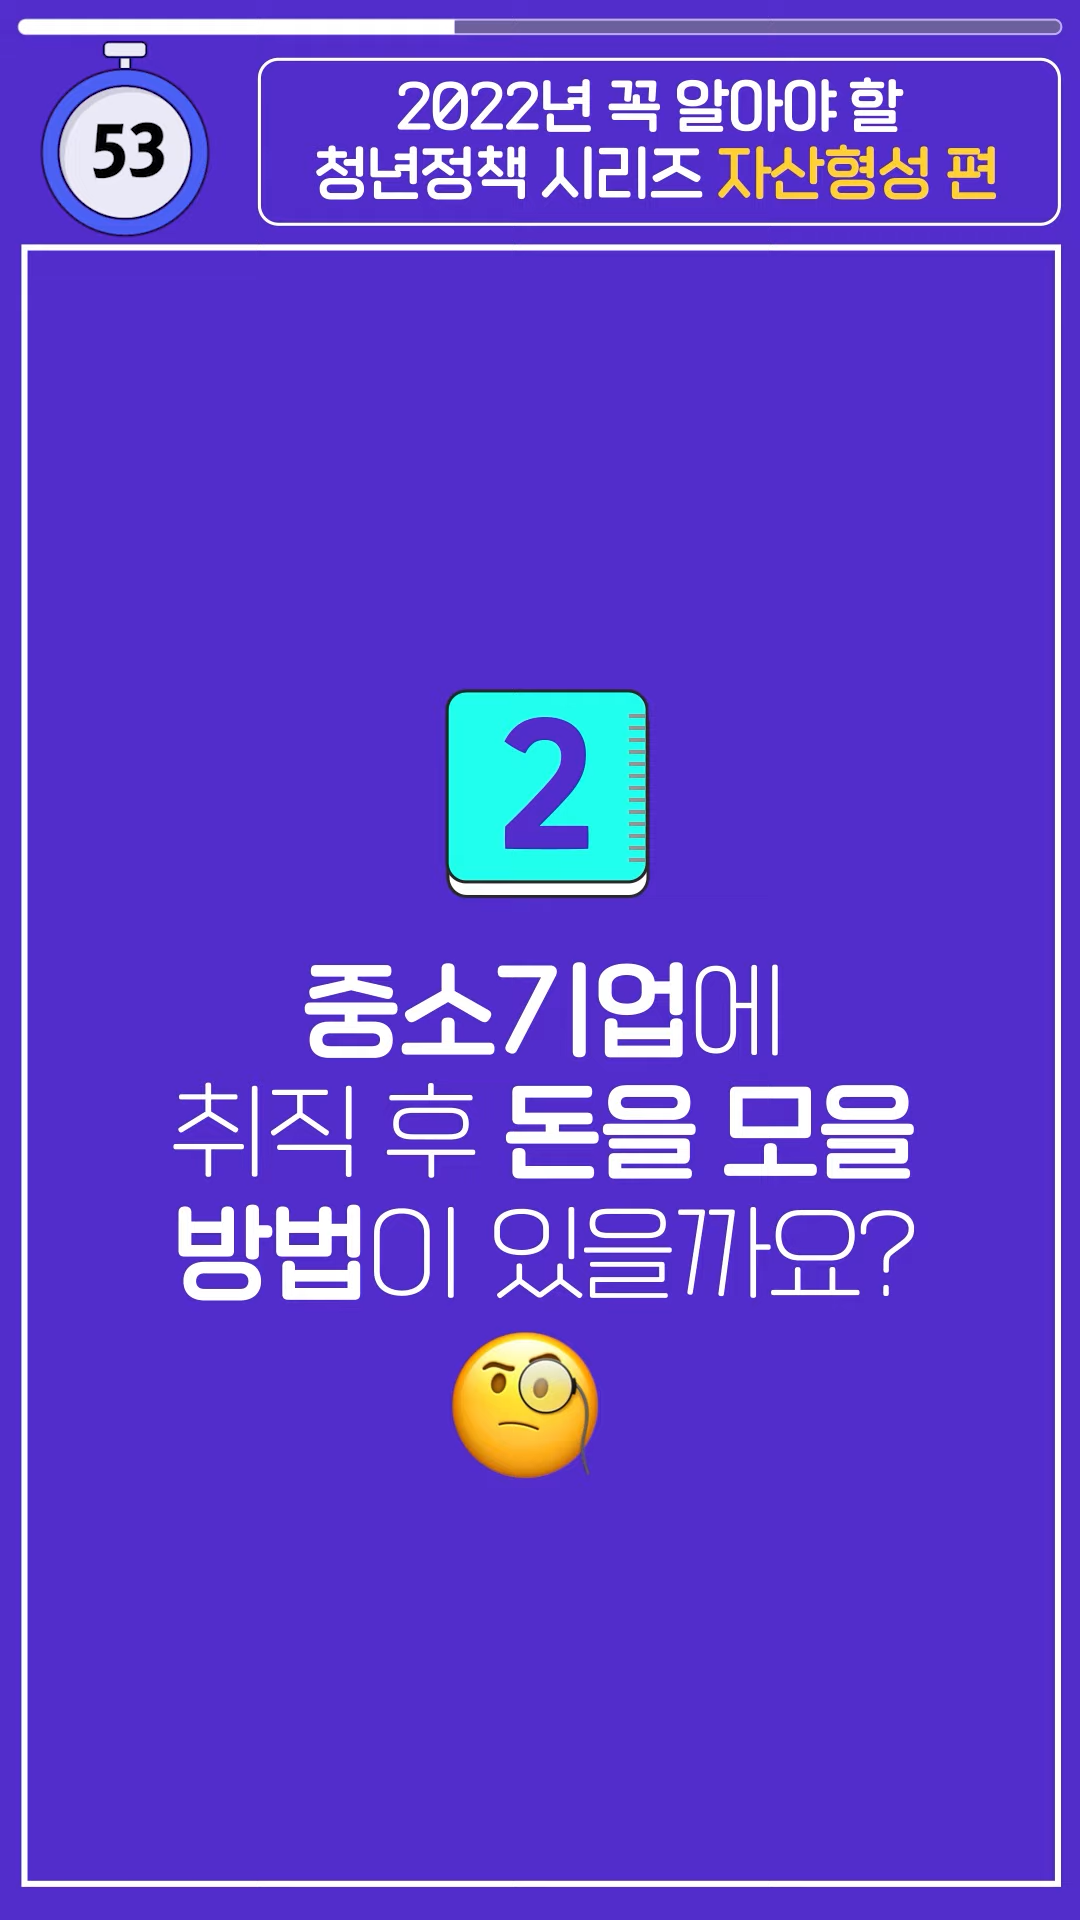 53
2022년 꼭 알아야 할
청년정책 시리즈 자산형성 편
2
중소기업에
취직 후 돈을 모을
방법이 있을까요?